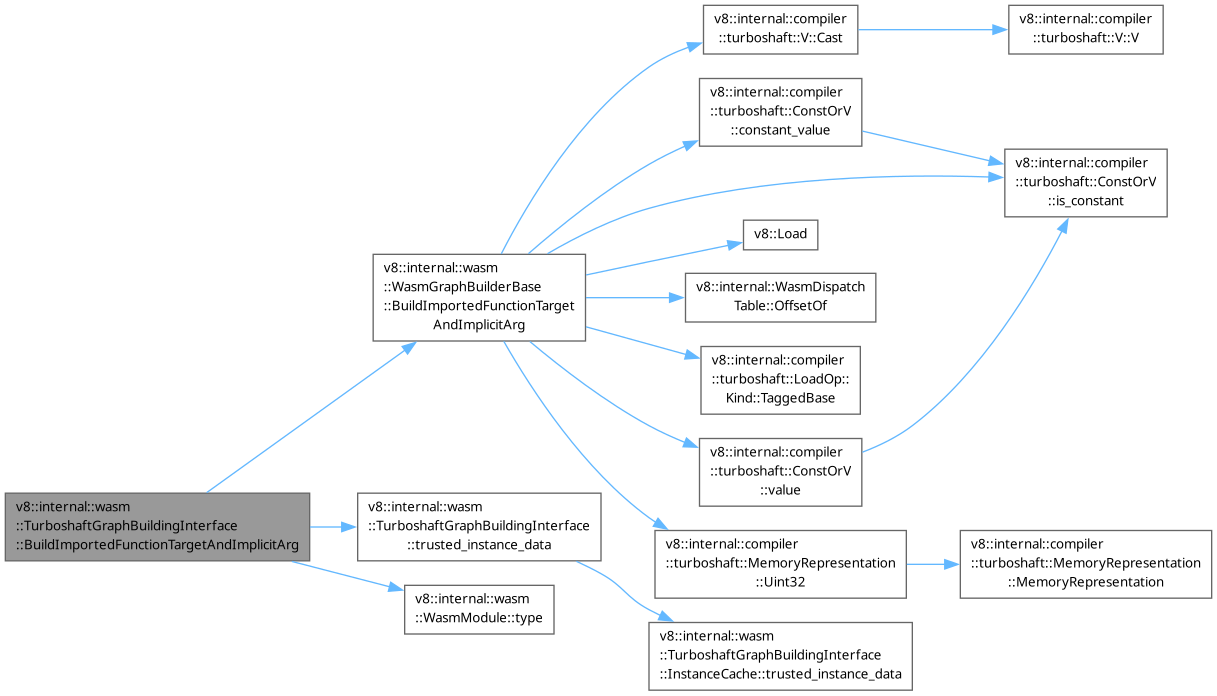 v8::internal::compiler
::turboshaft::V::Cast
v8::internal::compiler
::turboshaft::V::V
v8::internal::compiler
::turboshaft::ConstOrV
::constant_value
v8::internal::compiler
::turboshaft::ConstOrV
::is_constant
v8::Load
v8::internal::wasm
::WasmGraphBuilderBase
::BuildImportedFunctionTarget
AndImplicitArg
v8::internal::WasmDispatch
Table::OffsetOf
v8::internal::compiler
::turboshaft::LoadOp::
Kind::TaggedBase
v8::internal::compiler
::turboshaft::ConstOrV
::value
v8::internal::wasm
::TurboshaftGraphBuildingInterface
::BuildImportedFunctionTargetAndImplicitArg
v8::internal::wasm
::TurboshaftGraphBuildingInterface
::trusted_instance_data
v8::internal::compiler
::turboshaft::MemoryRepresentation
::Uint32
v8::internal::compiler
::turboshaft::MemoryRepresentation
::MemoryRepresentation
v8::internal::wasm
::WasmModule::type
v8::internal::wasm
::TurboshaftGraphBuildingInterface
::InstanceCache::trusted_instance_data